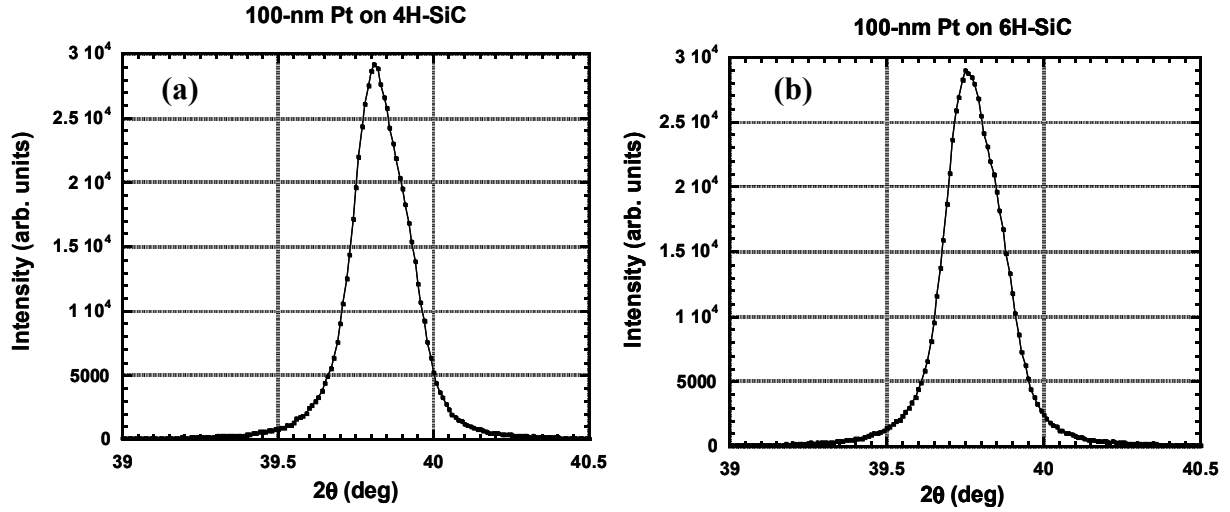 100-nm Pt on 4H-SiC
(a)
Intensity (arb. units)
3 10⁴
2.5 10⁴
2 10⁴
1.5 10⁴
1 10⁴
5000
0
39
39.5
40
40.5
2θ (deg)
100-nm Pt on 6H-SiC
(b)
Intensity (arb. units)
3 10⁴
2.5 10⁴
2 10⁴
1.5 10⁴
1 10⁴
5000
0
39
39.5
40
40.5
2θ (deg)